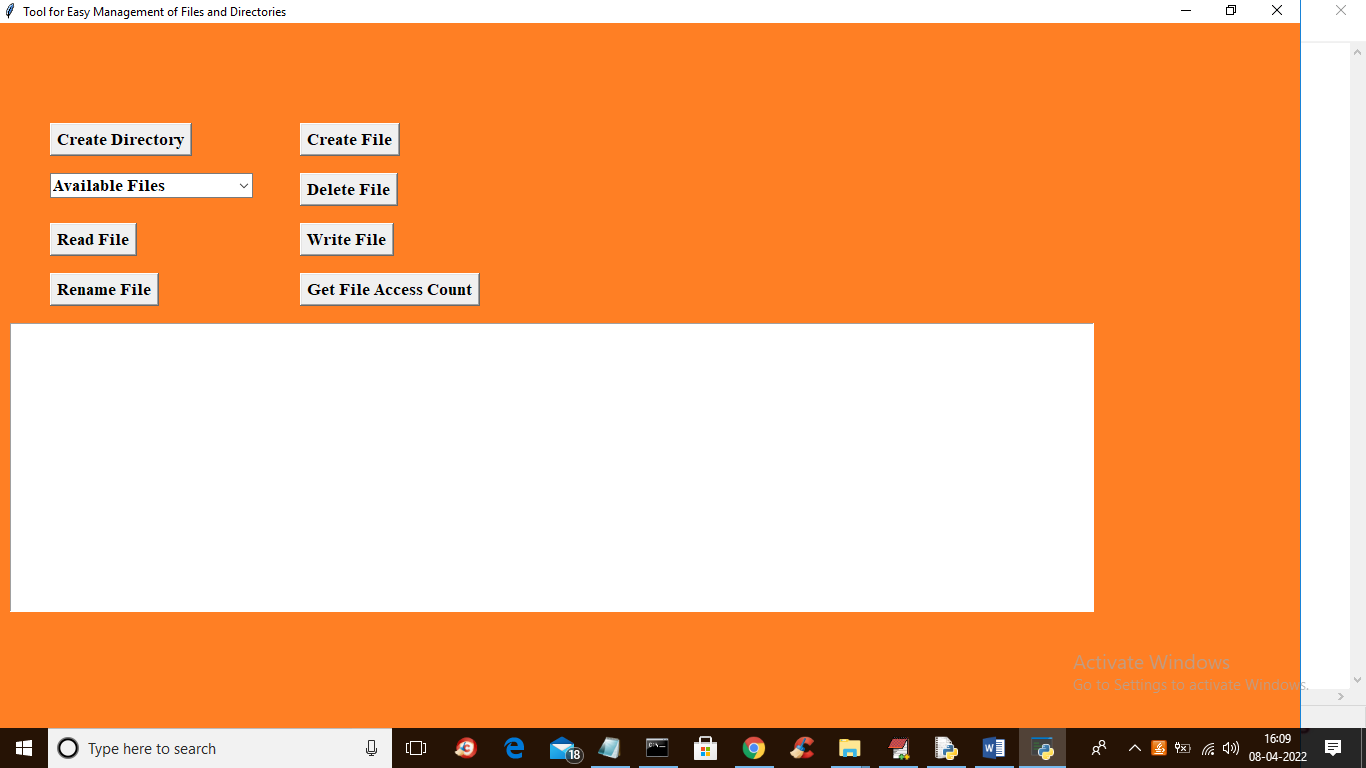 Tool for Easy Management of Files and Directories
Create Directory
Create File
Available Files
Delete File
Read File
Write File
Rename File
Get File Access Count
Activate Windows
Go to Settings to activate Windows.
Type here to search
18
16:09
08-04-2022